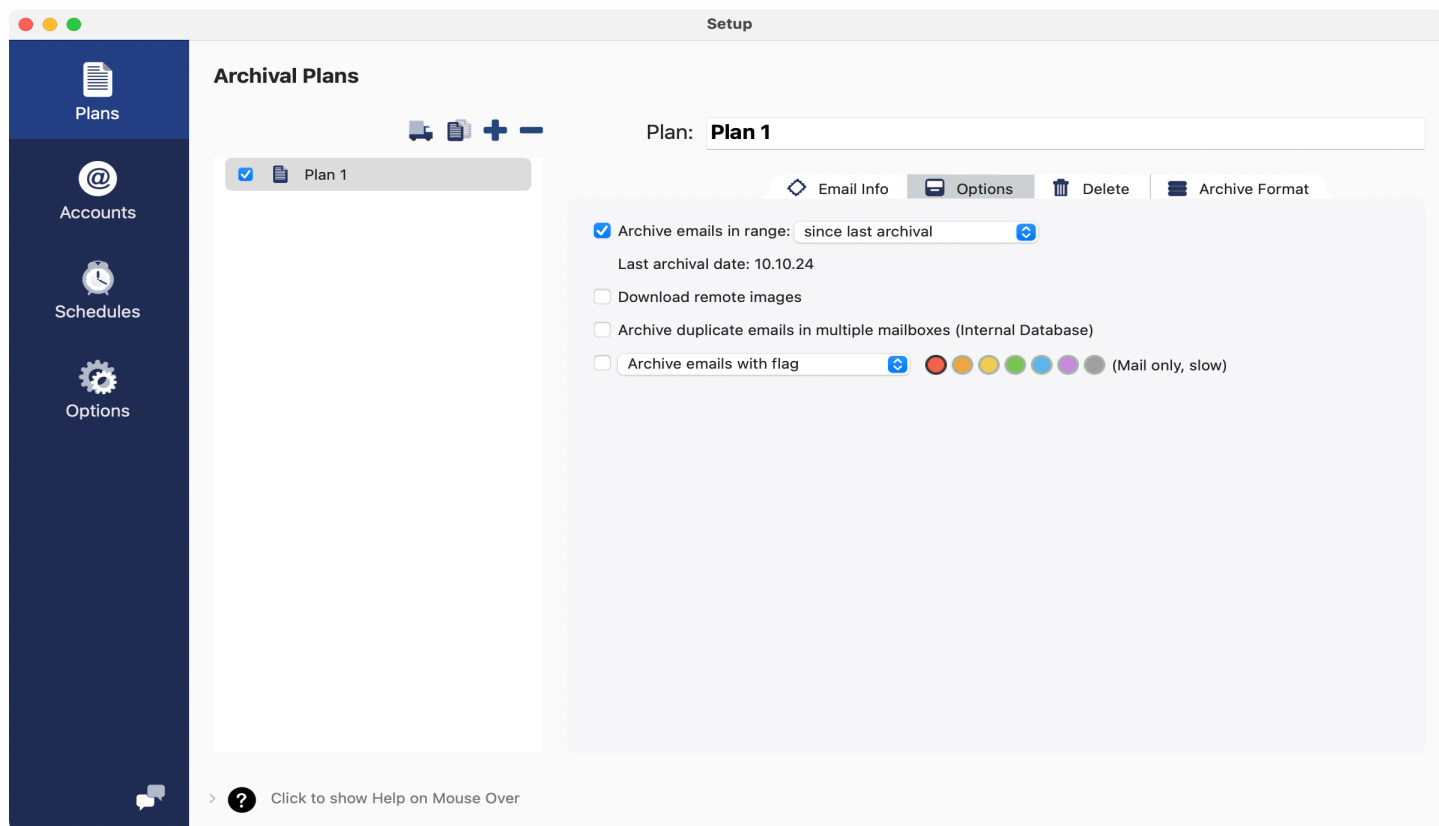 Setup
Plans
Accounts
Schedules
Options
Archival Plans
Plan 1
Plan: Plan 1
Email Info Options Delete Archive Format
Archive emails in range: since last archival
Last archival date: 10.10.24
Download remote images
Archive duplicate emails in multiple mailboxes (Internal Database)
Archive emails with flag (Mail only, slow)
? Click to show Help on Mouse Over